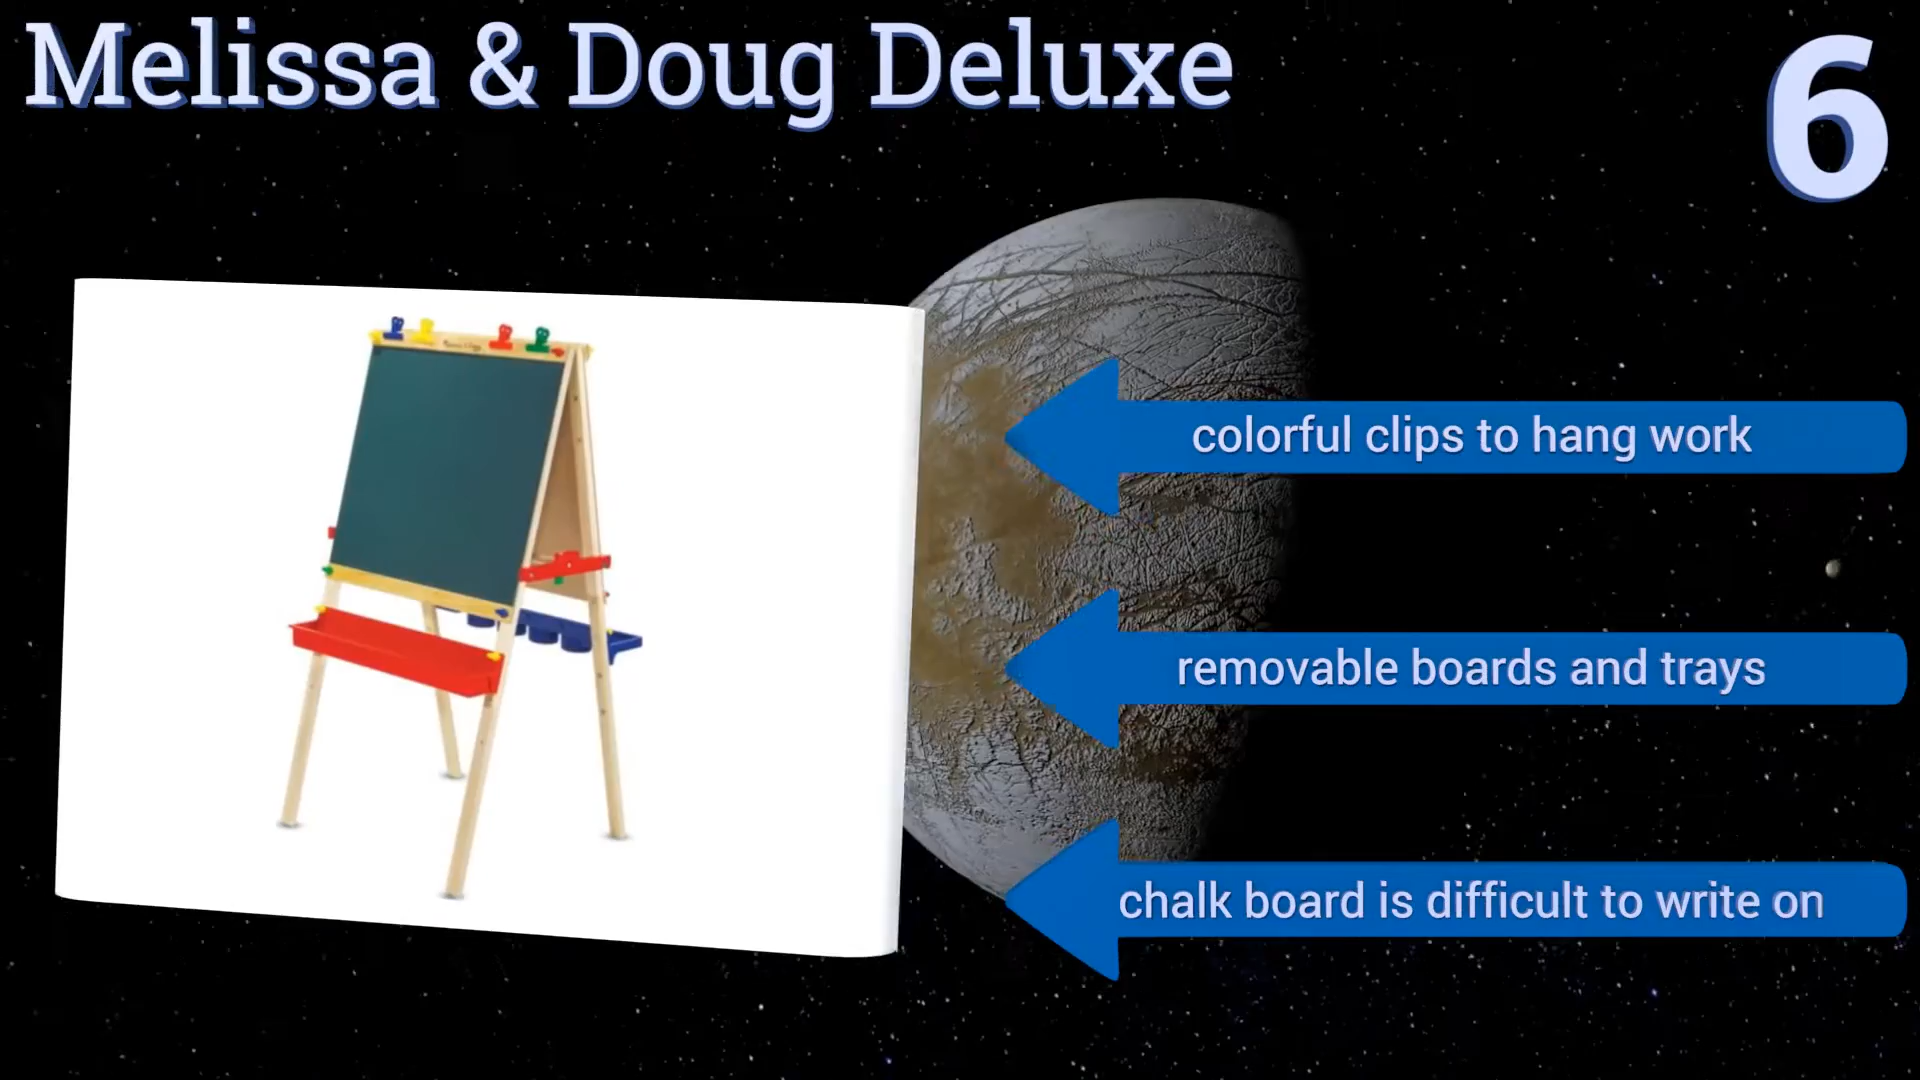 Melissa & Doug Deluxe
6
colorful clips to hang work
removable boards and trays
chalk board is difficult to write on